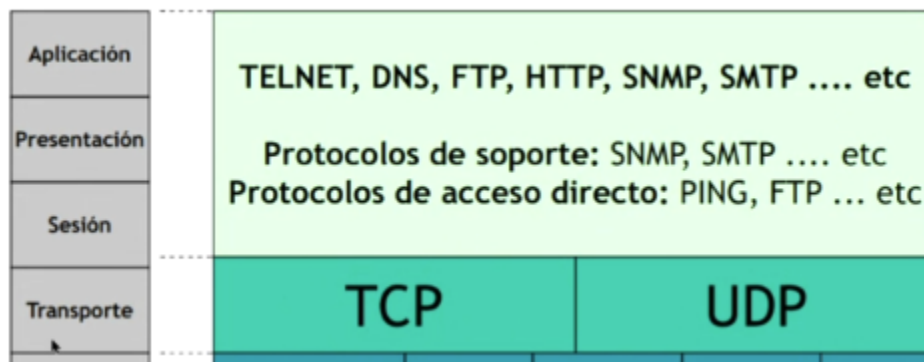 Aplicación
Presentación
Sesión
Transporte
TELNET, DNS, FTP, HTTP, SNMP, SMTP .... etc
Protocolos de soporte: SNMP, SMTP .... etc
Protocolos de acceso directo: PING, FTP ... etc
TCP
UDP